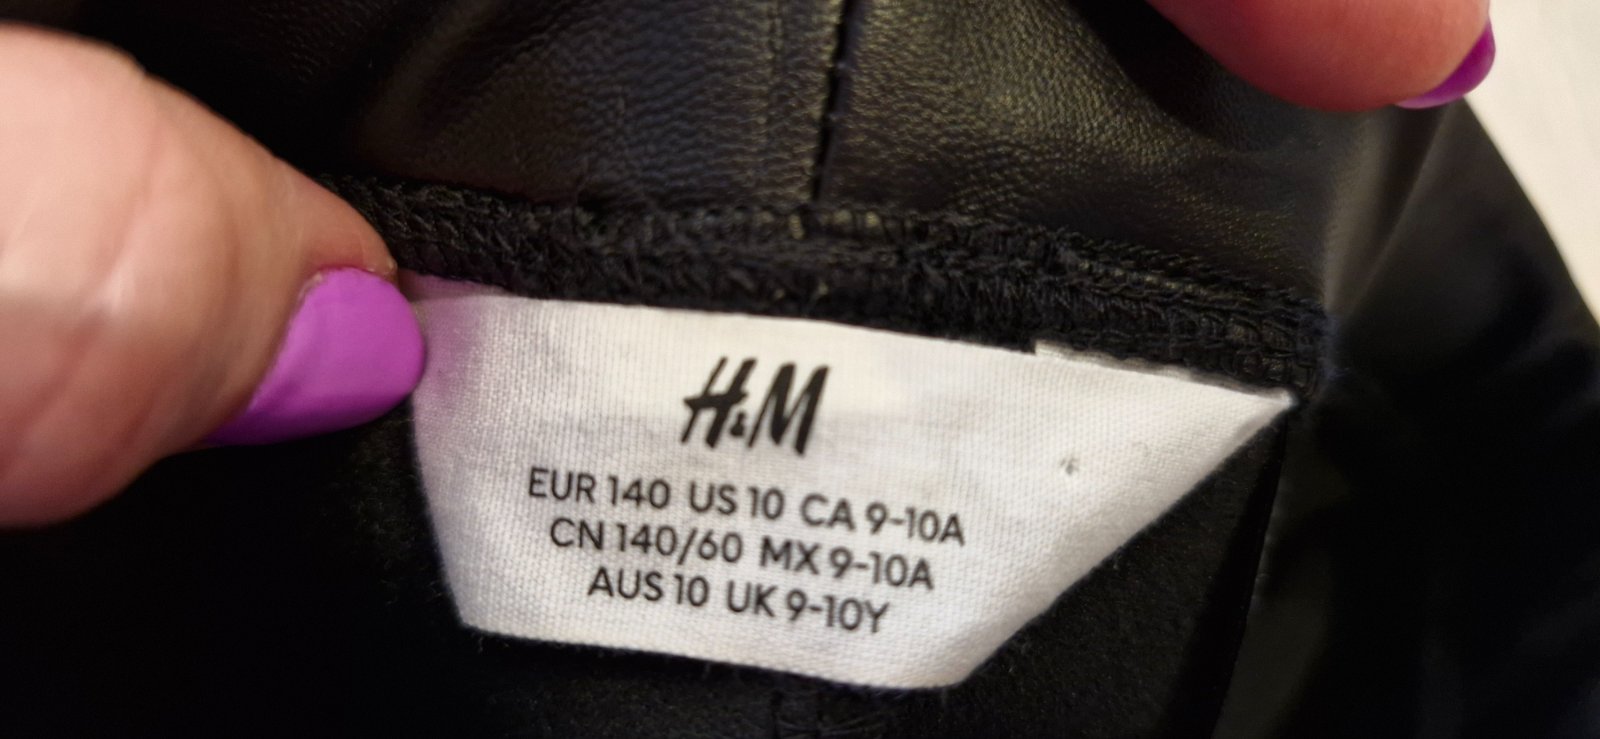 H&M
EUR 140 US 10 CA 9-10A
CN 140/60 MX 9-10A
AUS 10 UK 9-10Y